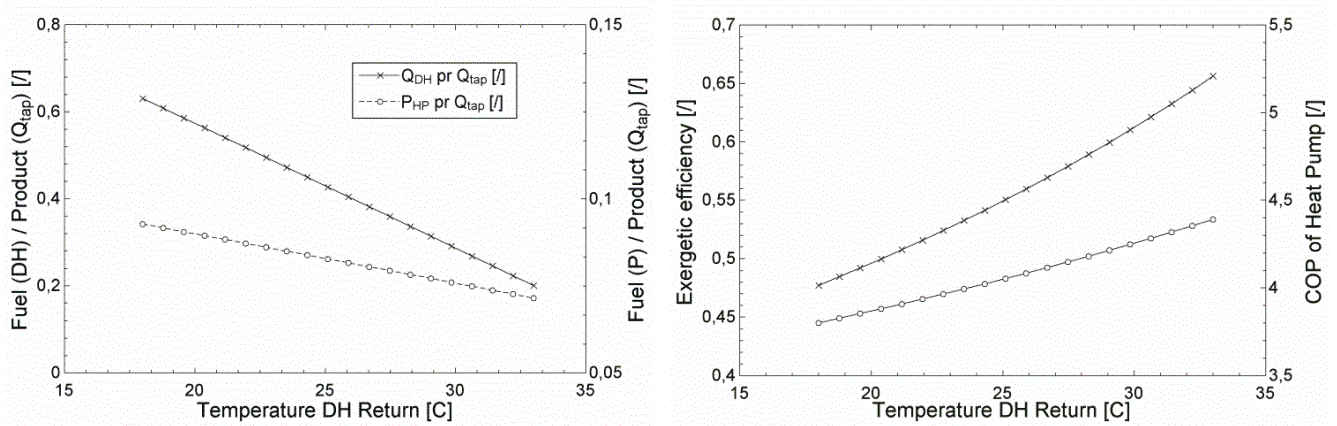 0,8
0,6
0,4
0,2
0
Fuel (DH) / Product (Qtap) [/]
QDH pr Qtap [/]
PHP pr Qtap [/]
0,15
0,1
0,05
Fuel (P) / Product (Qtap) [/]
15 20 25 30 35
Temperature DH Return [C]
0,7
0,65
0,6
0,55
0,5
0,45
0,4
Exergetic efficiency [/]
5,5
5
4,5
4
3,5
COP of Heat Pump [/]
15 20 25 30 35
Temperature DH Return [C]